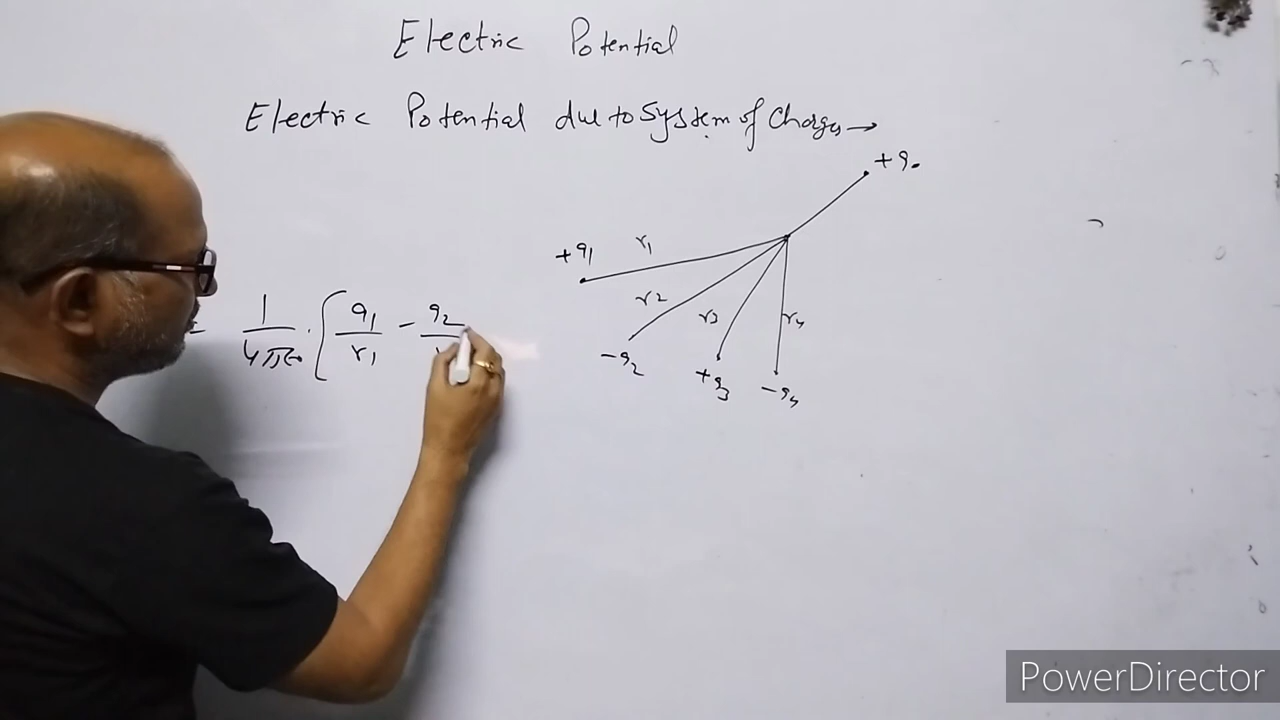 Electric Potential
Electric Potential due to System of Charges →
+q₀
+q₁
r₁
r₂
r₃
r₄
-q₂
+q₃
-q₄
= 1/4πε₀ · [ q₁/r₁ - q₂/
PowerDirector